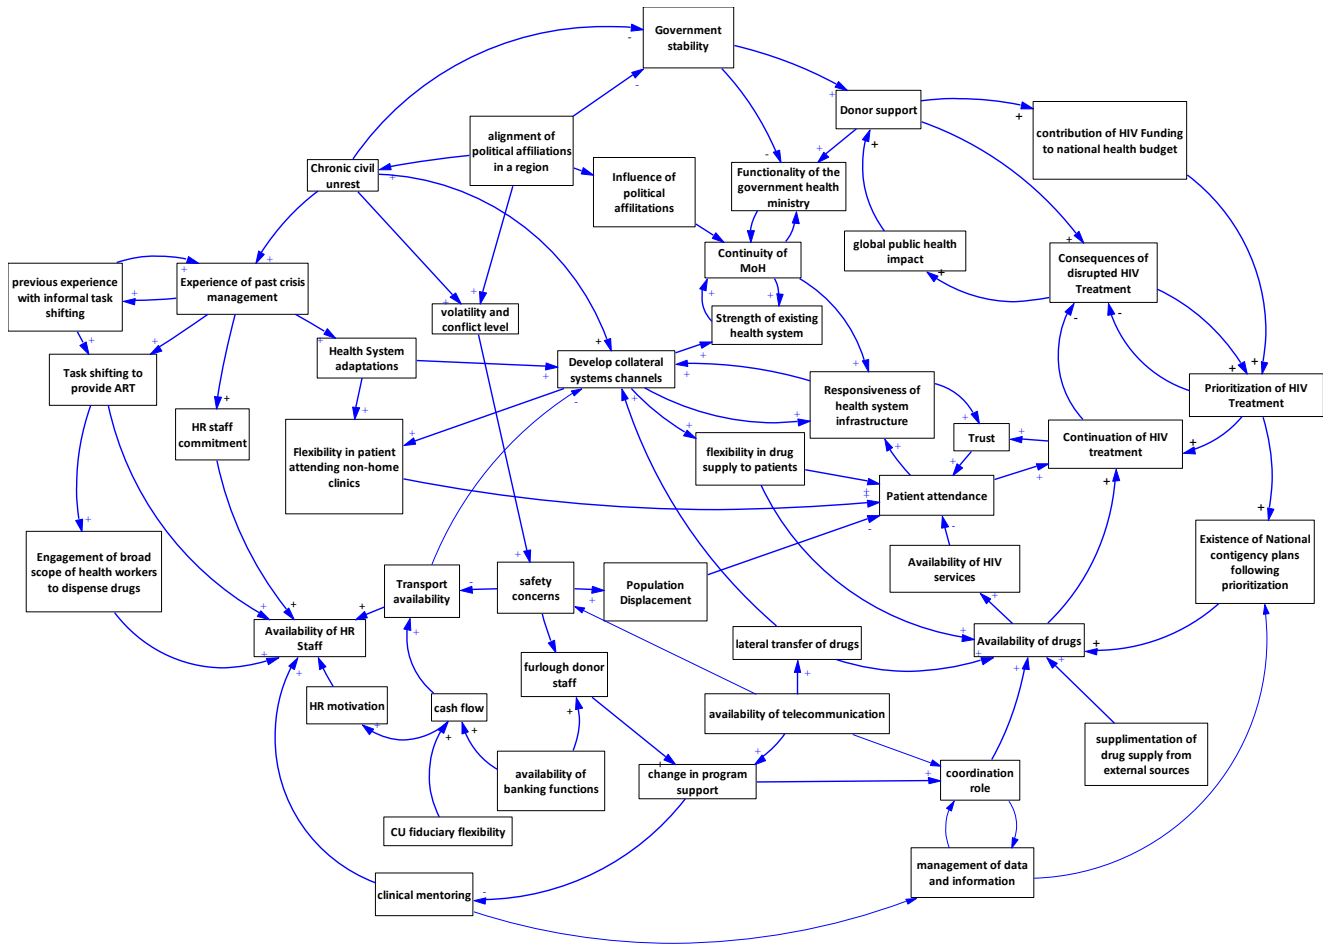 Government
stability
Donor support
contribution of HIV Funding
to national health budget
alignment of
political affiliations
in a region
Chronic civil
unrest
Influence of
political
affilitations
Functionality of the
government health
ministry
global public health
impact
Continuity of
MoH
Consequences of
disrupted HIV
Treatment
previous experience
with informal task
shifting
Experience of past crisis
management
volatility and
conflict level
Strength of existing
health system
Task shifting to
provide ART
Health System
adaptations
Develop collateral
systems channels
Responsiveness of
health system
infrastructure
Prioritization of HIV
Treatment
HR staff
commitment
Flexibility in patient
attending non-home
clinics
flexibility in drug
supply to patients
Trust
Continuation of HIV
treatment
Patient attendance
Engagement of broad
scope of health workers
to dispense drugs
Transport
availability
safety
concerns
Population
Displacement
Availability of HIV
services
Existence of National
contigency plans
following
prioritization
Availability of HR
Staff
furlough donor
staff
lateral transfer of drugs
Availability of drugs
HR motivation
cash flow
availability of telecommunication
supplimentation of
drug supply from
external sources
availability of
banking functions
change in program
support
coordination
role
CU fiduciary flexibility
clinical mentoring
management of data
and information